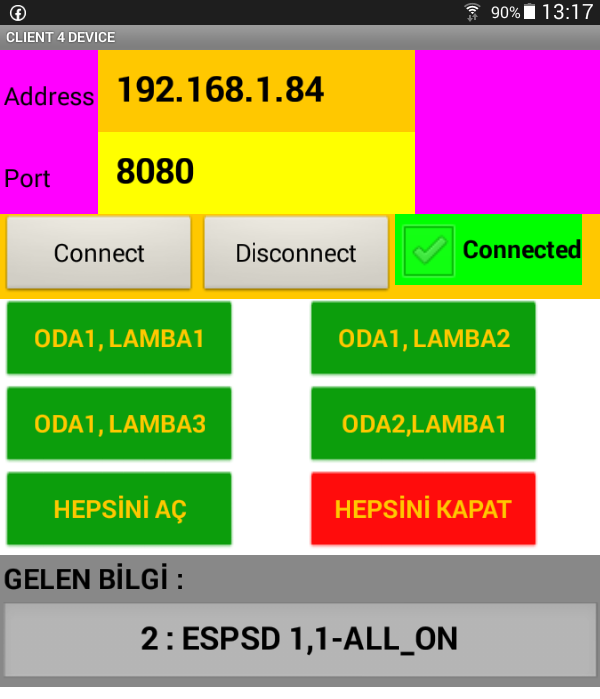 90% 13:17
CLIENT 4 DEVICE
Address 192.168.1.84
Port 8080
Connect Disconnect Connected
ODA1, LAMBA1 ODA1, LAMBA2
ODA1, LAMBA3 ODA2,LAMBA1
HEPSİNİ AÇ HEPSİNİ KAPAT
GELEN BİLGİ :
2 : ESPSD 1,1-ALL_ON